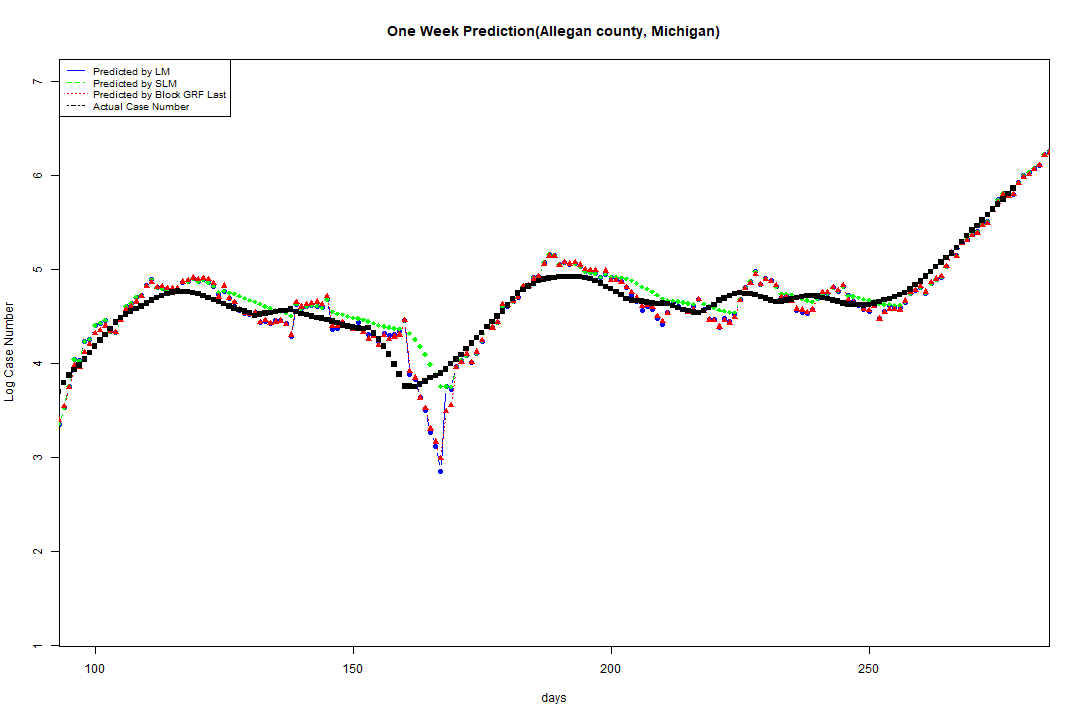 One Week Prediction(Allegan county, Michigan)
Predicted by LM
Predicted by SLM
Predicted by Block GRF Last
Actual Case Number
7
6
5
4
3
2
1
Log Case Number
100 150 200 250
days